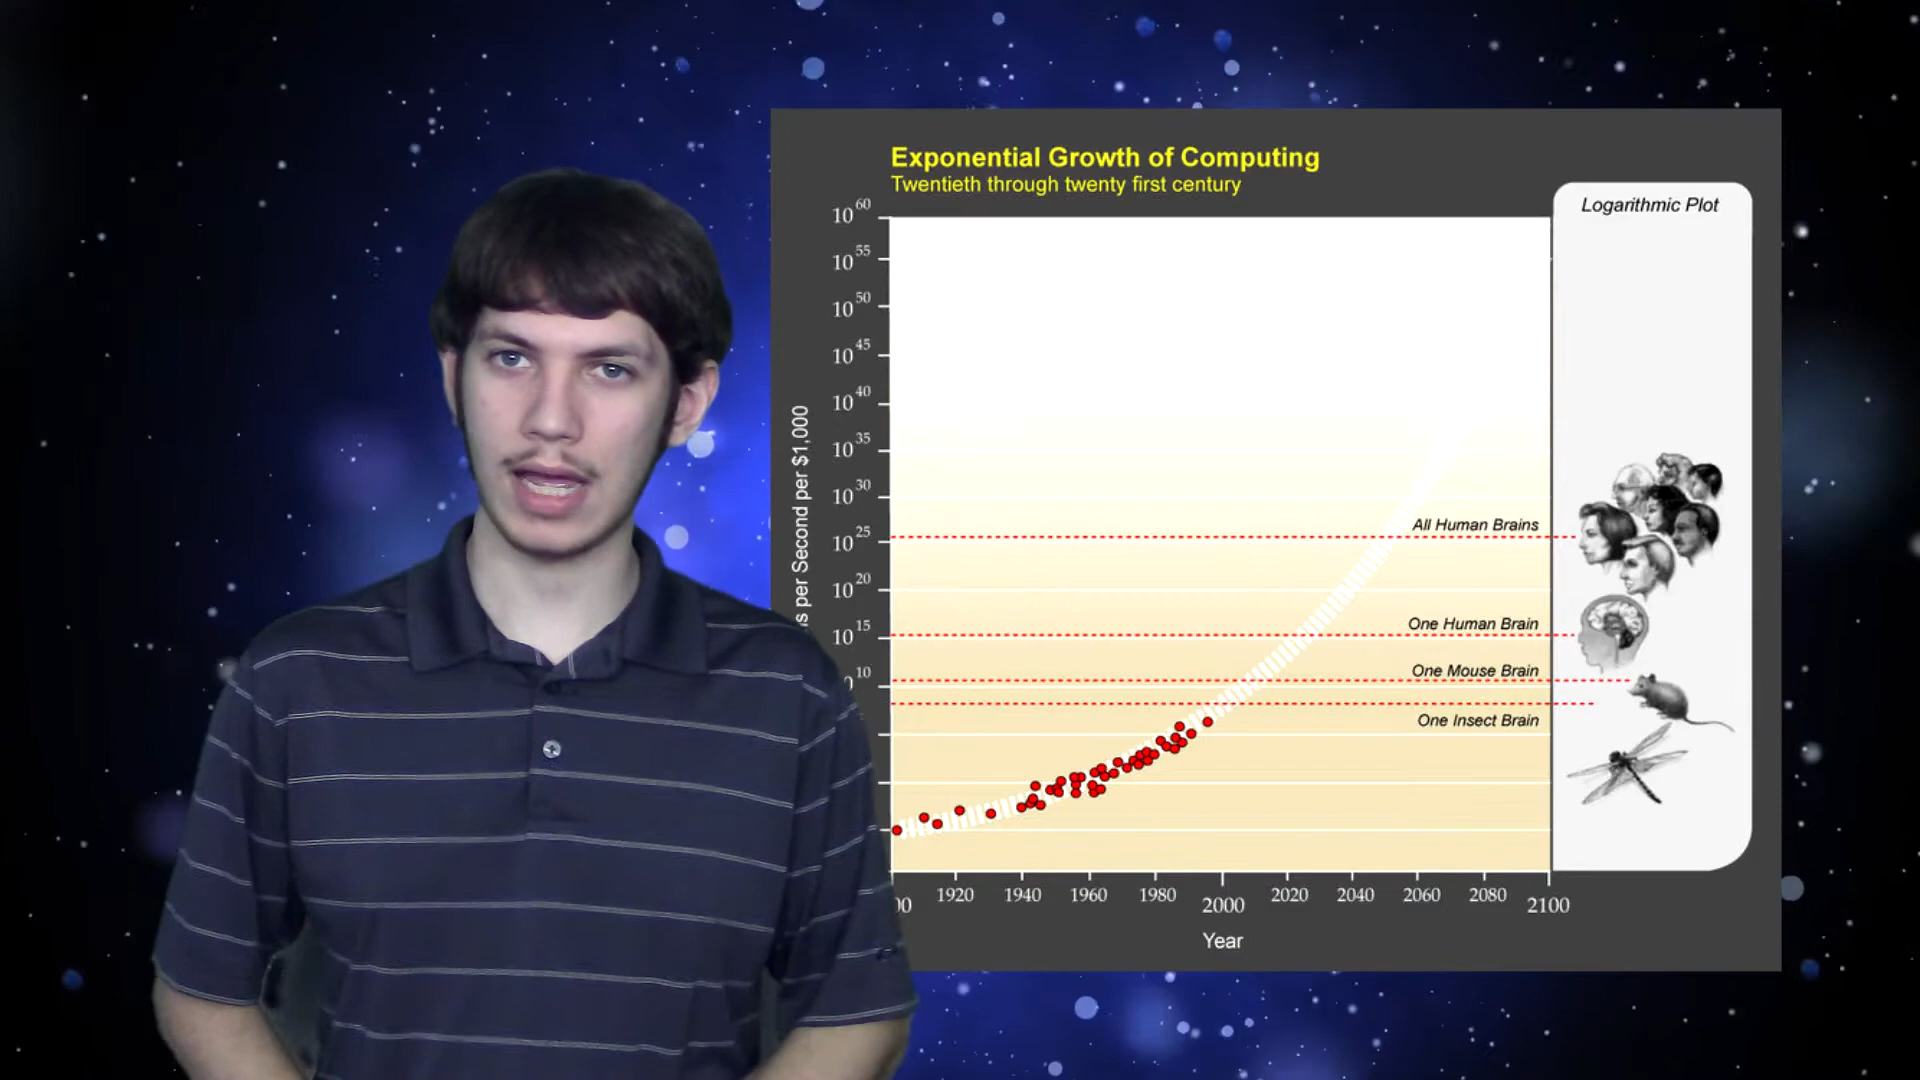 Exponential Growth of Computing
Twentieth through twenty first century
Logarithmic Plot
10 60
10 55
10 50
10 45
10 40
10 35
10 30
10 25
10 20
10 15
0 10
per Second per $1,000
All Human Brains
One Human Brain
One Mouse Brain
One Insect Brain
00 1920 1940 1960 1980 2000 2020 2040 2060 2080 2100
Year